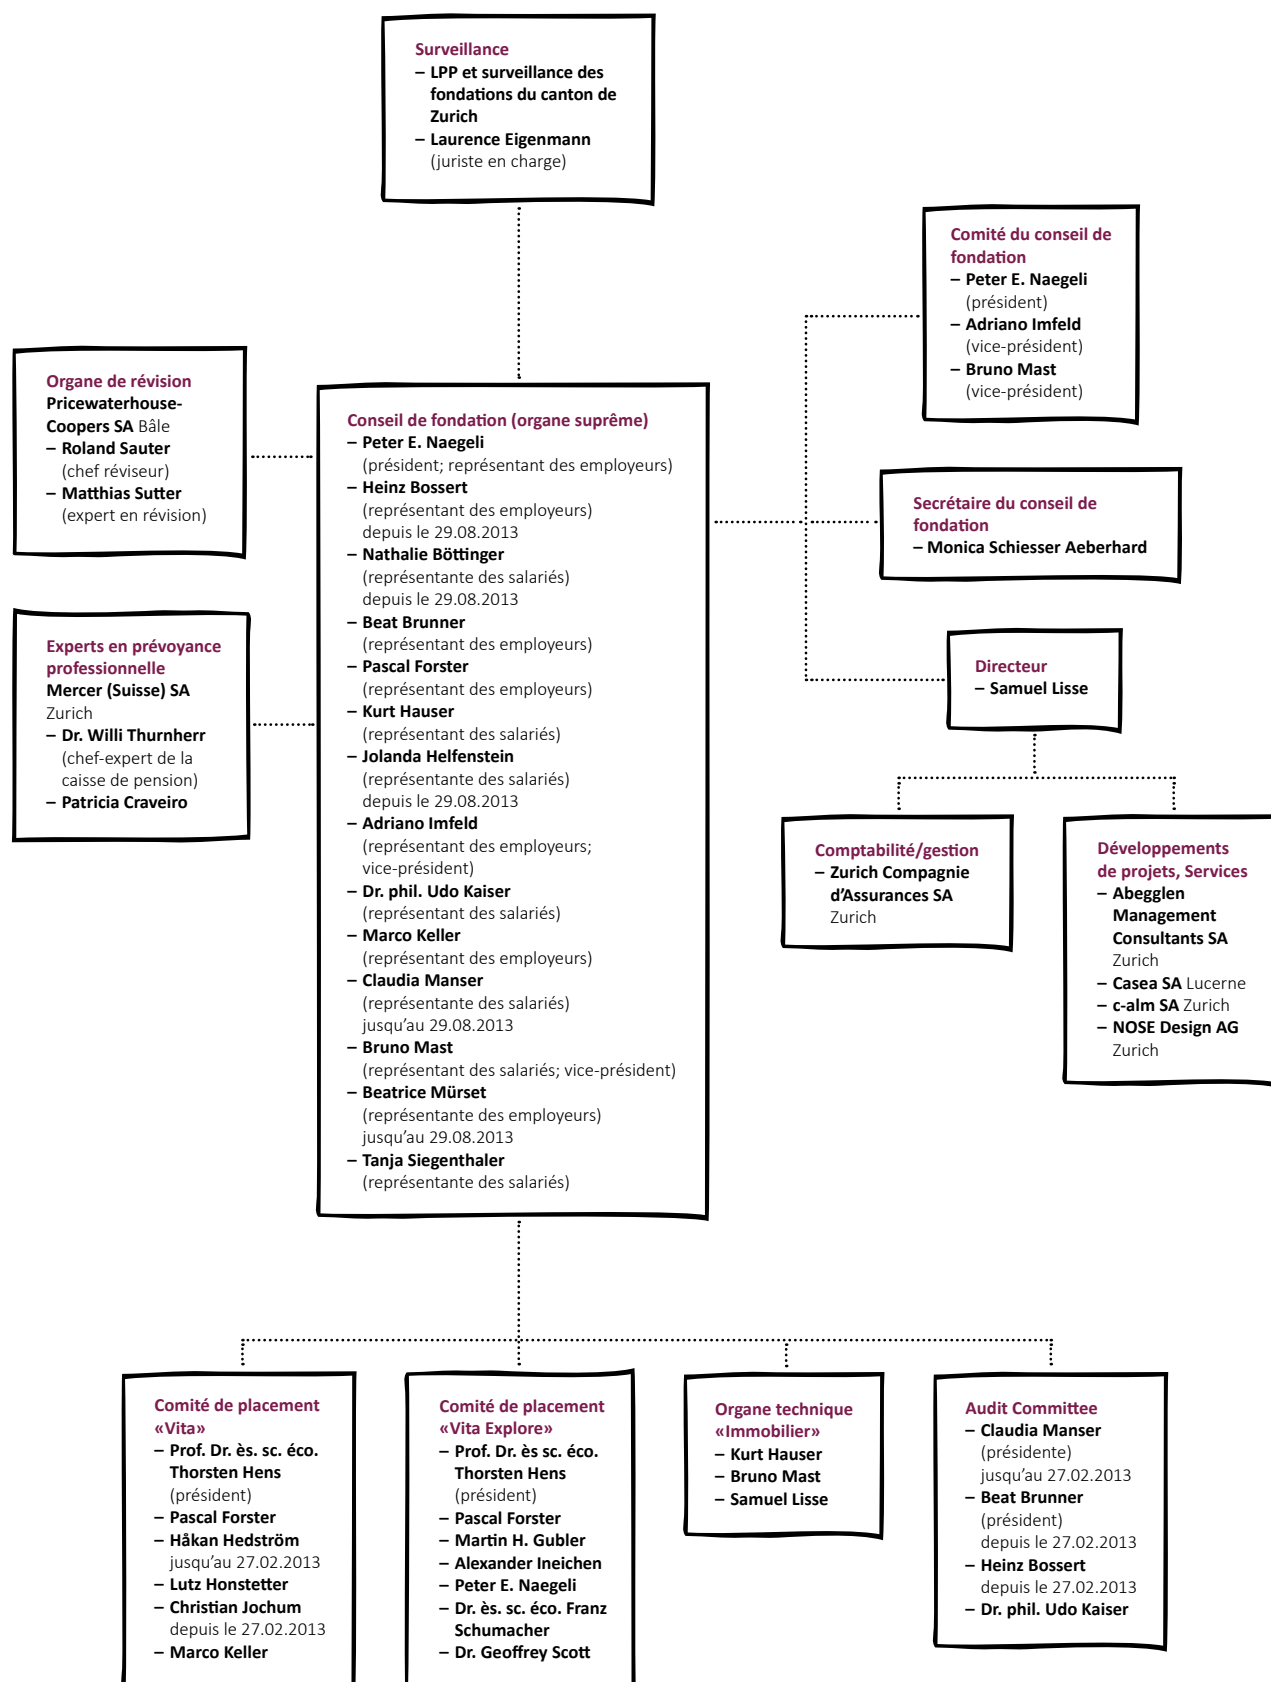 Surveillance
– LPP et surveillance des
fondations du canton de
Zurich
– Laurence Eigenmann
(juriste en charge)
Comité du conseil de
fondation
– Peter E. Naegeli
(président)
– Adriano Imfeld
(vice-président)
– Bruno Mast
(vice-président)
Organe de révision
Pricewaterhouse-
Coopers SA Bâle
– Roland Sauter
(chef réviseur)
– Matthias Sutter
(expert en révision)
Conseil de fondation (organe suprême)
– Peter E. Naegeli
(président; représentant des employeurs)
– Heinz Bossert
(représentant des employeurs)
depuis le 29.08.2013
– Nathalie Böttinger
(représentante des salariés)
depuis le 29.08.2013
– Beat Brunner
(représentant des employeurs)
– Pascal Forster
(représentant des employeurs)
– Kurt Hauser
(représentant des salariés)
– Jolanda Helfenstein
(représentante des salariés)
depuis le 29.08.2013
– Adriano Imfeld
(représentant des employeurs;
vice-président)
– Dr. phil. Udo Kaiser
(représentant des salariés)
– Marco Keller
(représentant des employeurs)
– Claudia Manser
(représentante des salariés)
jusqu’au 29.08.2013
– Bruno Mast
(représentant des salariés; vice-président)
– Beatrice Mürset
(représentante des employeurs)
jusqu’au 29.08.2013
– Tanja Siegenthaler
(représentante des salariés)
Secrétaire du conseil de
fondation
– Monica Schiesser Aeberhard
Experts en prévoyance
professionnelle
Mercer (Suisse) SA
Zurich
– Dr. Willi Thurnherr
(chef-expert de la
caisse de pension)
– Patricia Craveiro
Directeur
– Samuel Lisse
Comptabilité/gestion
– Zurich Compagnie
d’Assurances SA
Zurich
Développements
de projets, Services
– Abegglen
Management
Consultants SA
Zurich
– Casea SA Lucerne
– c-alm SA Zurich
– NOSE Design AG
Zurich
Comité de placement
«Vita»
– Prof. Dr. ès. sc. éco.
Thorsten Hens
(président)
– Pascal Forster
– Håkan Hedström
jusqu’au 27.02.2013
– Lutz Honstetter
– Christian Jochum
depuis le 27.02.2013
– Marco Keller
Comité de placement
«Vita Explore»
– Prof. Dr. ès sc. éco.
Thorsten Hens
(président)
– Pascal Forster
– Martin H. Gubler
– Alexander Ineichen
– Peter E. Naegeli
– Dr. ès. sc. éco. Franz
Schumacher
– Dr. Geoffrey Scott
Organe technique
«Immobilier»
– Kurt Hauser
– Bruno Mast
– Samuel Lisse
Audit Committee
– Claudia Manser
(présidente)
jusqu’au 27.02.2013
– Beat Brunner
(président)
depuis le 27.02.2013
– Heinz Bossert
depuis le 27.02.2013
– Dr. phil. Udo Kaiser